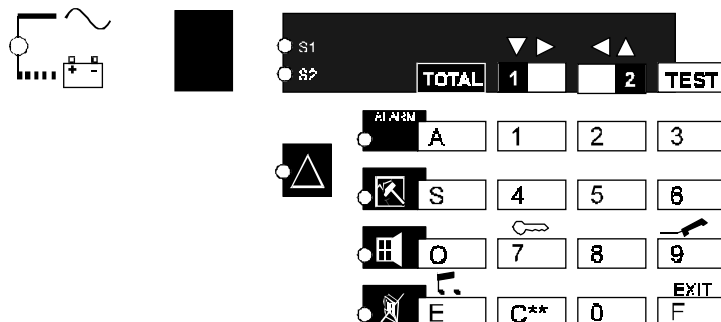 S1
S2
TOTAL 1 2 TEST
ALARM
A 1 2 3
S 4 5 6
O 7 8 9
EXIT
E C** 0 F